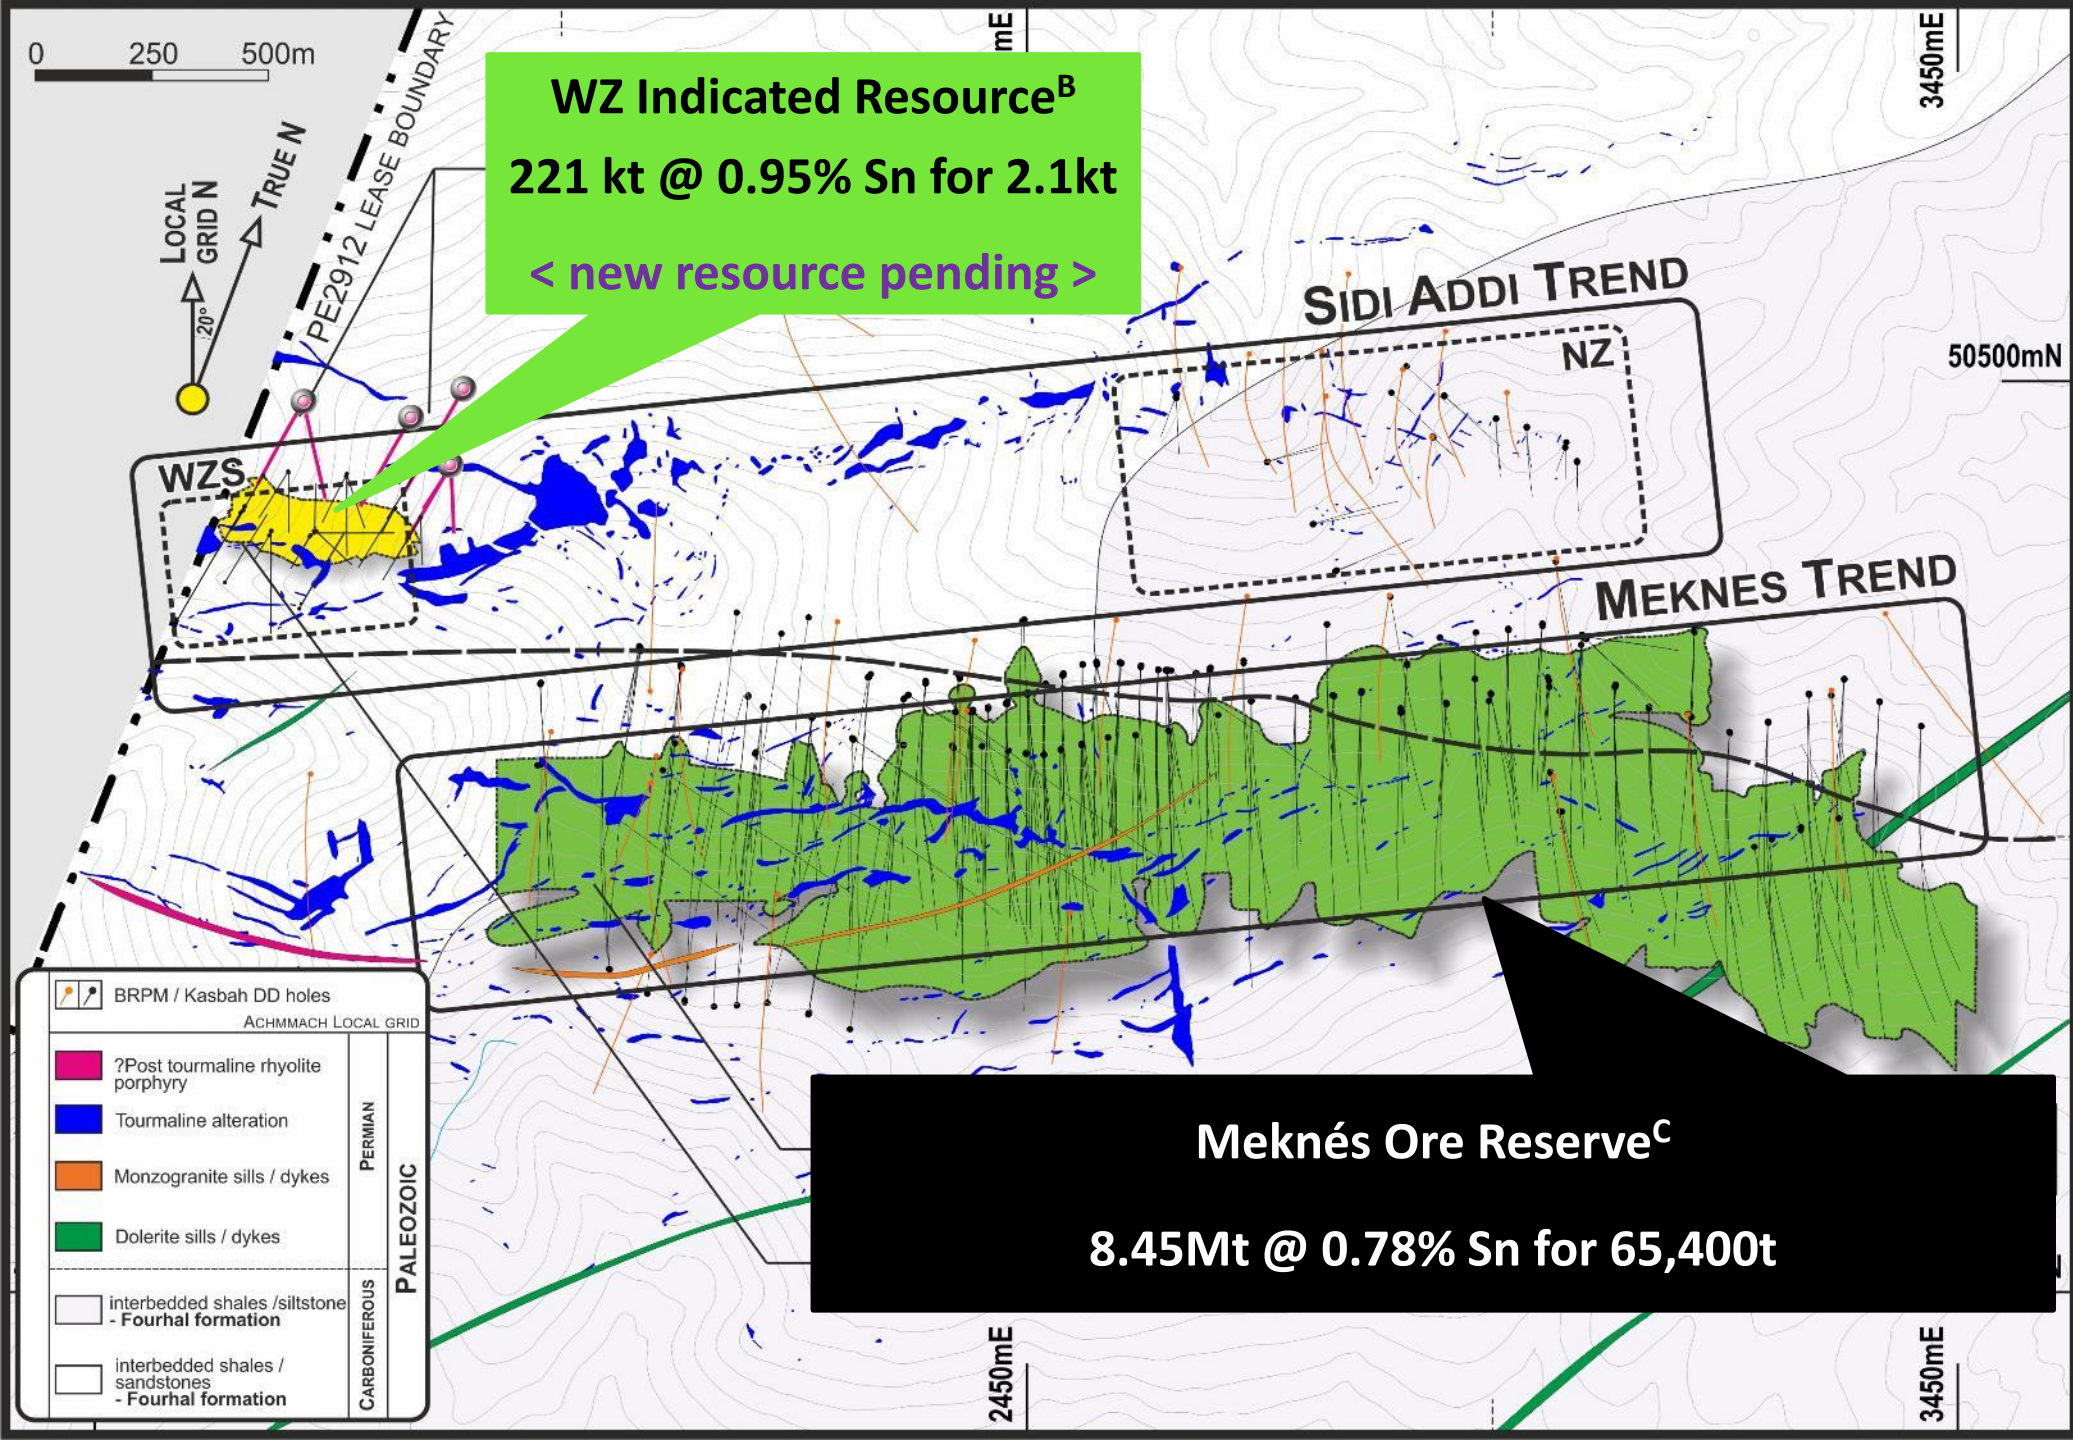 0 250 500m
LOCAL GRID N
TRUE N
20°
PE2912 LEASE BOUNDARY
mE
3450mE
WZ Indicated Resource^B
221 kt @ 0.95% Sn for 2.1kt
< new resource pending >
SIDI ADDI TREND
NZ
50500mN
WZS
MEKNES TREND
BRPM / Kasbah DD holes
ACHMMACH LOCAL GRID
?Post tourmaline rhyolite
porphyry
Tourmaline alteration
Monzogranite sills / dykes
Dolerite sills / dykes
PERMIAN
interbedded shales /siltstone
- Fourhal formation
interbedded shales /
sandstones
- Fourhal formation
CARBONIFEROUS
PALEOZOIC
Meknés Ore Reserve^C
8.45Mt @ 0.78% Sn for 65,400t
2450mE
3450mE